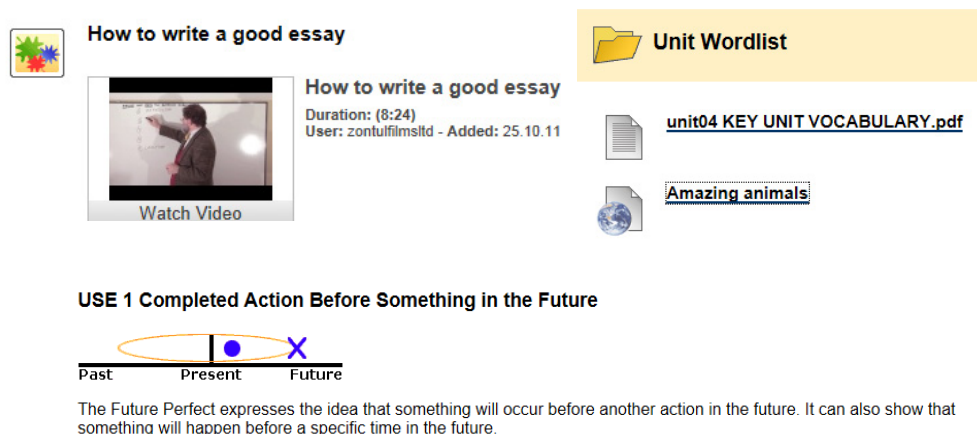 How to write a good essay
How to write a good essay
Duration: (8:24)
User: zontulfilmsltd - Added: 25.10.11
Watch Video
Unit Wordlist
unit04 KEY UNIT VOCABULARY.pdf
Amazing animals
USE 1 Completed Action Before Something in the Future
Past Present Future
The Future Perfect expresses the idea that something will occur before another action in the future. It can also show that
something will happen before a specific time in the future.